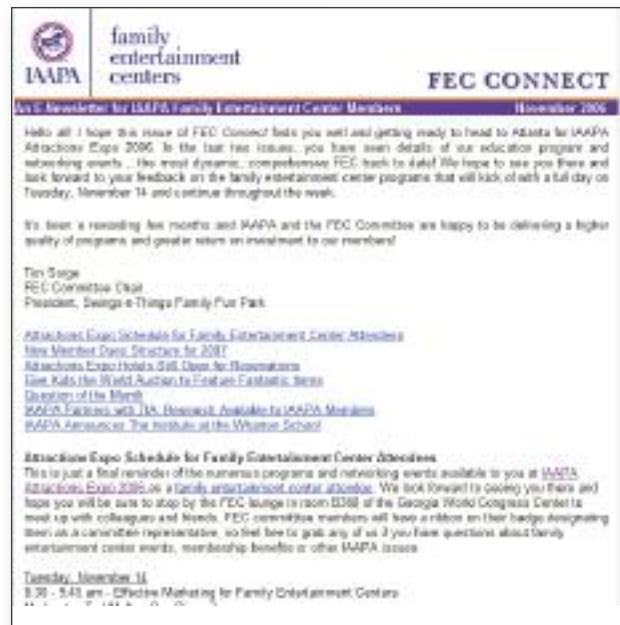 IAAPA
family
entertainment
centers
FEC CONNECT
An E-Newsletter for IAAPA Family Entertainment Center Members November 2006
Hello all! I hope this issue of FEC Connect finds you well and getting ready to head to Atlanta for IAAPA
Attractions Expo 2006. In the last two issues, you have seen details of our education program and
networking events... the most dynamic, comprehensive FEC track to date! We hope to see you there and
look forward to your feedback on the family entertainment center programs that will kick of with a full day on
Tuesday, November 14 and continue throughout the week.
It's been a rewarding few months and IAAPA and the FEC Committee are happy to be delivering a higher
quality of programs and greater return on investment to our members!
Tim Sorge
FEC Committee Chair
President, Swings-n-Things Family Fun Park
Attractions Expo Schedule for Family Entertainment Center Attendees
New Member Dues Structure for 2007
Attractions Expo Hotels Still Open for Reservations
Give Kids the World Auction to Feature Fantastic Items
Question of the Month
IAAPA Partners with Research Available to IAAPA Members
IAAPA Announces The Institute at the Wharton School
Attractions Expo Schedule for Family Entertainment Center Attendees
This is just a final reminder of the numerous programs and networking events available to you at IAAPA
Attractions Expo 2006 as a family entertainment center attendee. We look forward to seeing you there and
hope you will be sure to stop by the FEC lounge in room of the Georgia World Congress Center to
meet up with colleagues and friends. FEC committee members will have a ribbon on their badge designating
them as a committee representative, so feel free to grab any of us if you have questions about family
entertainment center events, membership benefits or other IAAPA issues.
Tuesday, November 14
8:30 - 9:45 am - Effective Marketing for Family Entertainment Centers